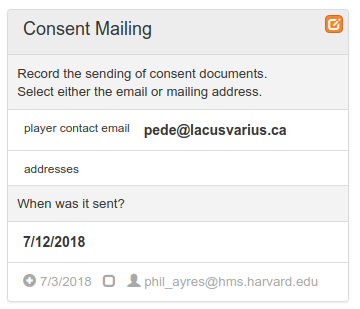 Consent Mailing
Record the sending of consent documents.
Select either the email or mailing address.
player contact email pede@lacusvarius.ca
addresses
When was it sent?
7/12/2018
7/3/2018 phil_ayres@hms.harvard.edu